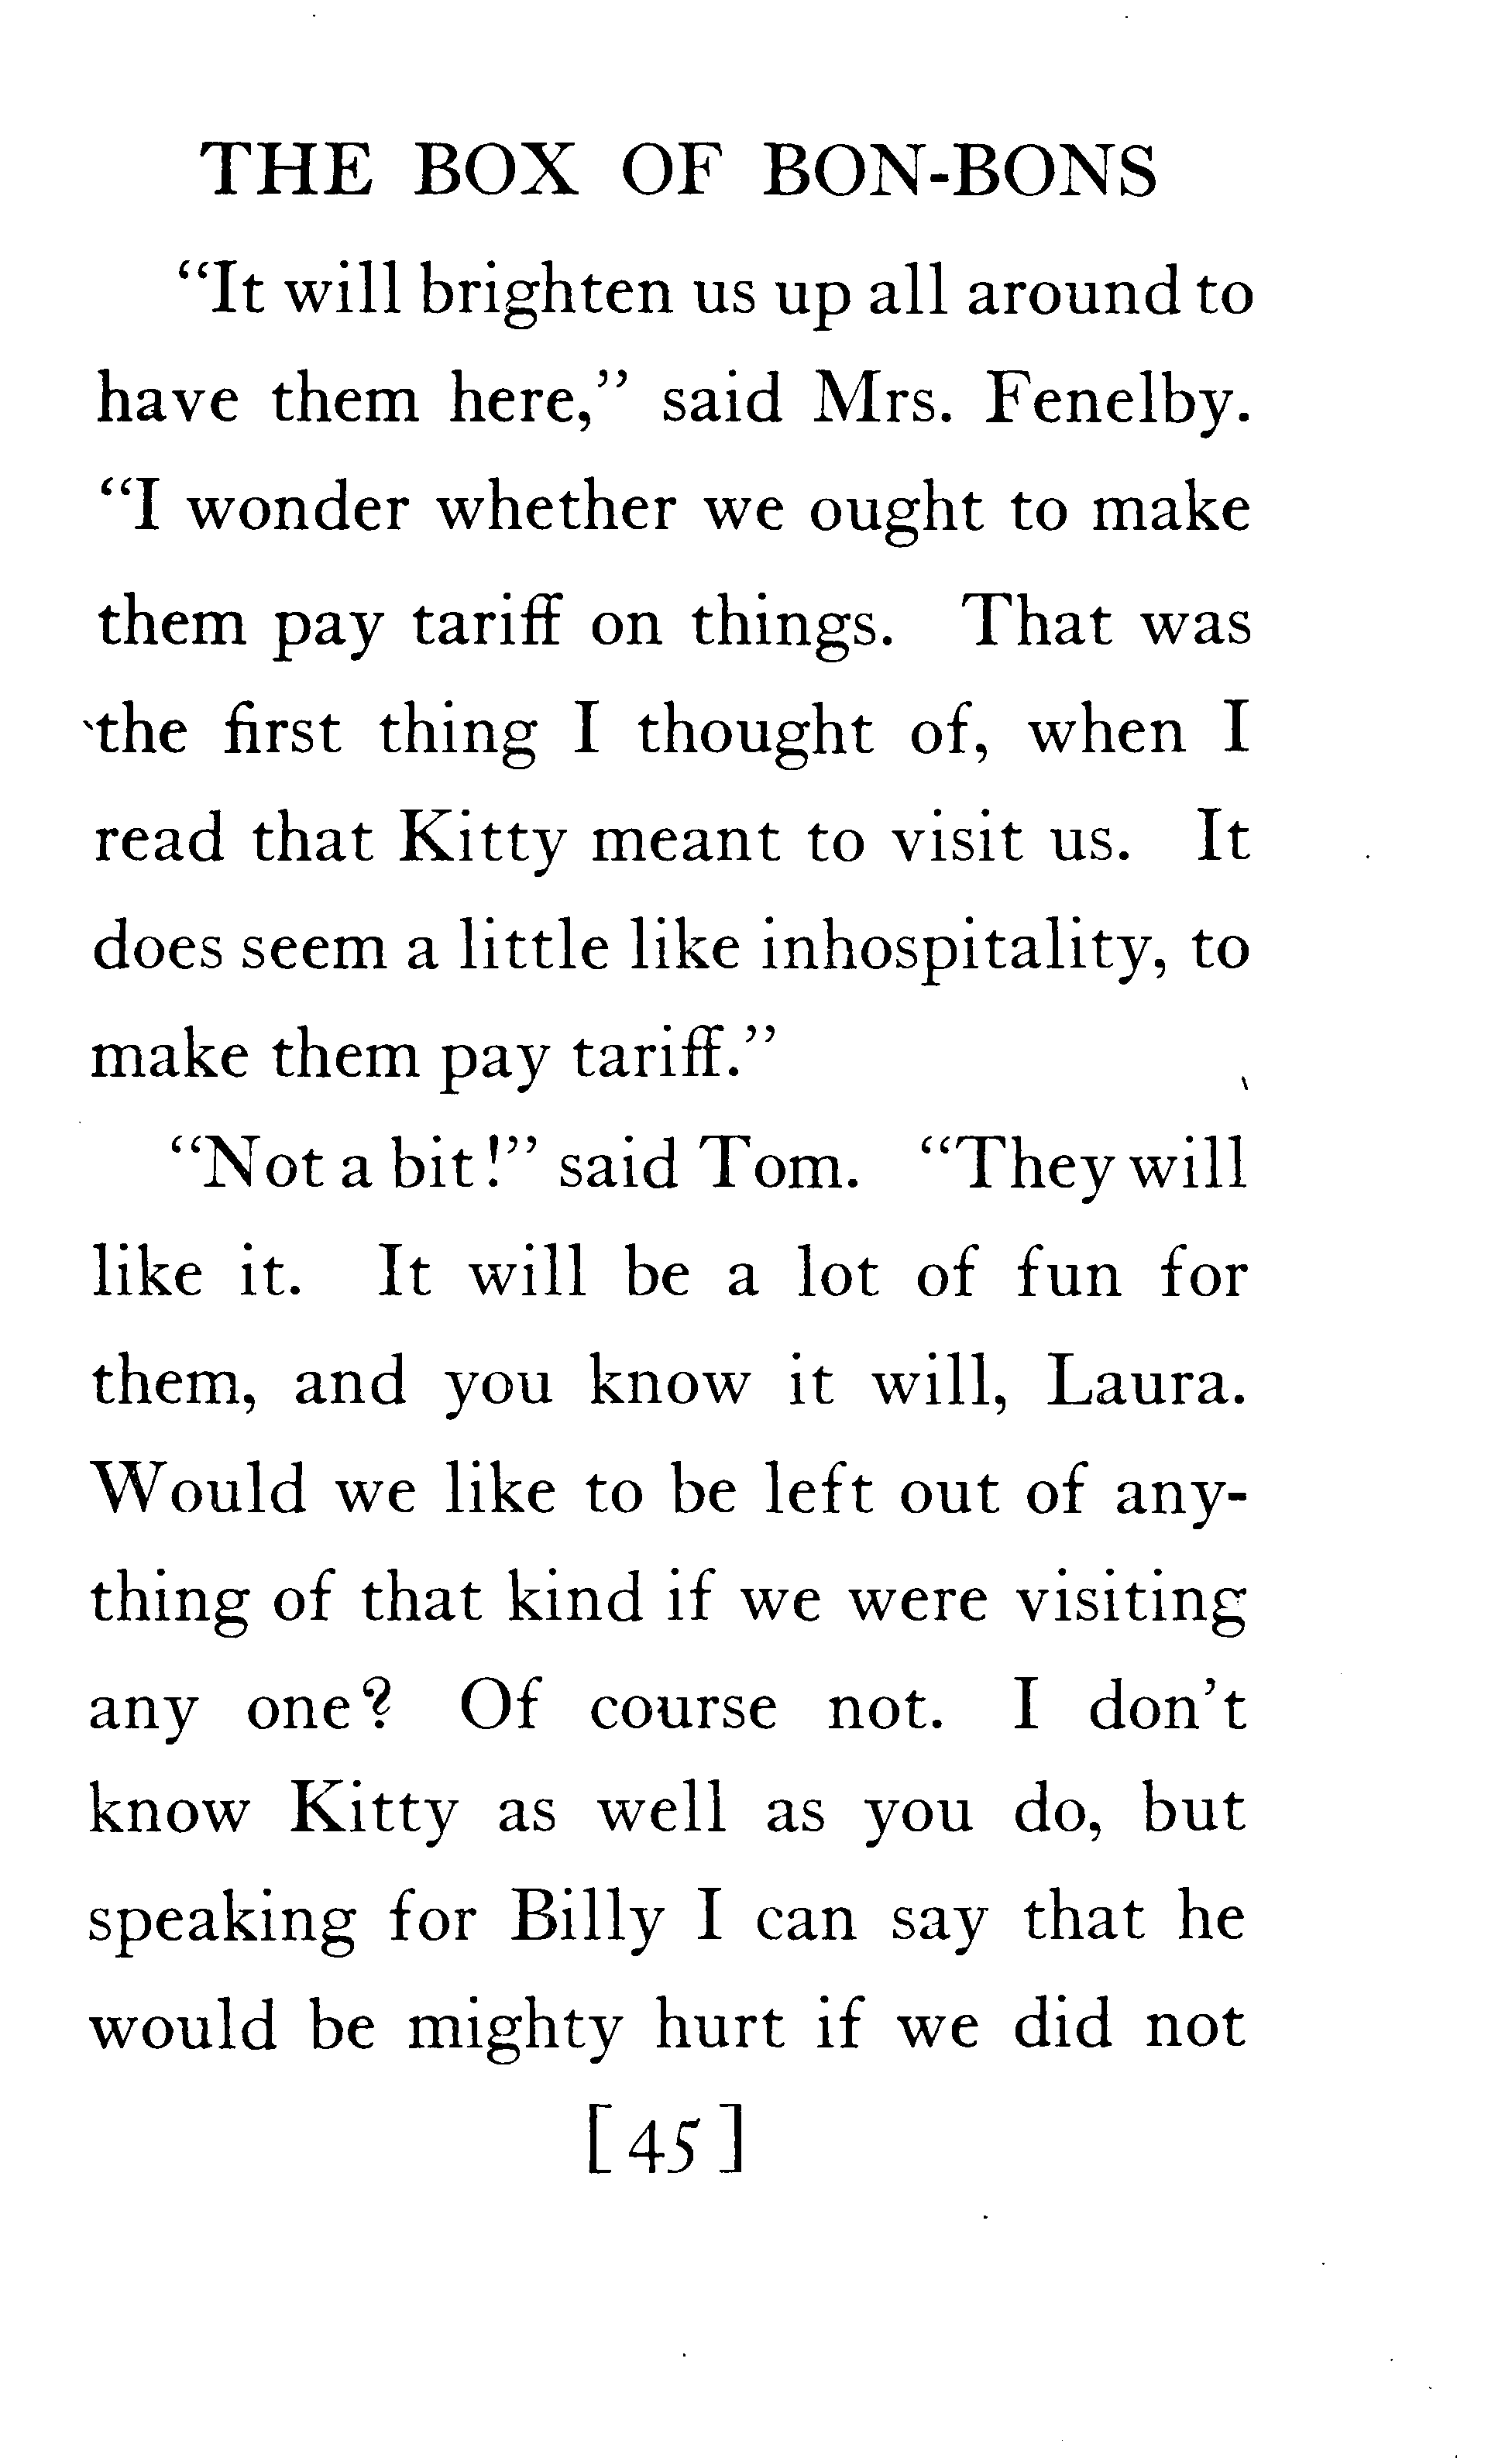 THE BOX OF BON-BONS
"It will brighten us up all around to
have them here," said Mrs. Fenelby.
"I wonder whether we ought to make
them pay tariff on things. That was
the first thing I thought of, when I
read that Kitty meant to visit us. It
does seem a little like inhospitality, to
make them pay tariff."
"Not a bit!" said Tom. "They will
like it. It will be a lot of fun for
them, and you know it will, Laura.
Would we like to be left out of any-
thing of that kind if we were visiting
any one? Of course not. I don't
know Kitty as well as you do, but
speaking for Billy I can say that he
would be mighty hurt if we did not
[45]